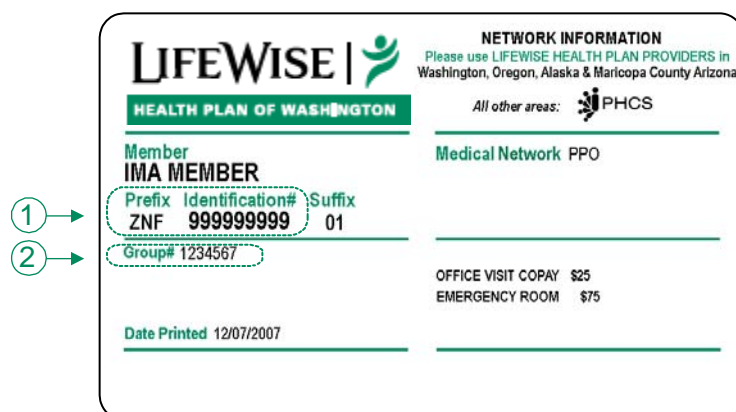 LIFEWISE
HEALTH PLAN OF WASHINGTON
NETWORK INFORMATION
Please use LIFEWISE HEALTH PLAN PROVIDERS in
Washington, Oregon, Alaska & Maricopa County Arizona
All other areas: PHCS
Member
IMA MEMBER
Prefix Identification# Suffix
ZNF 999999999 01
Medical Network PPO
1
2
Group# 1234567
OFFICE VISIT COPAY $25
EMERGENCY ROOM $75
Date Printed 12/07/2007